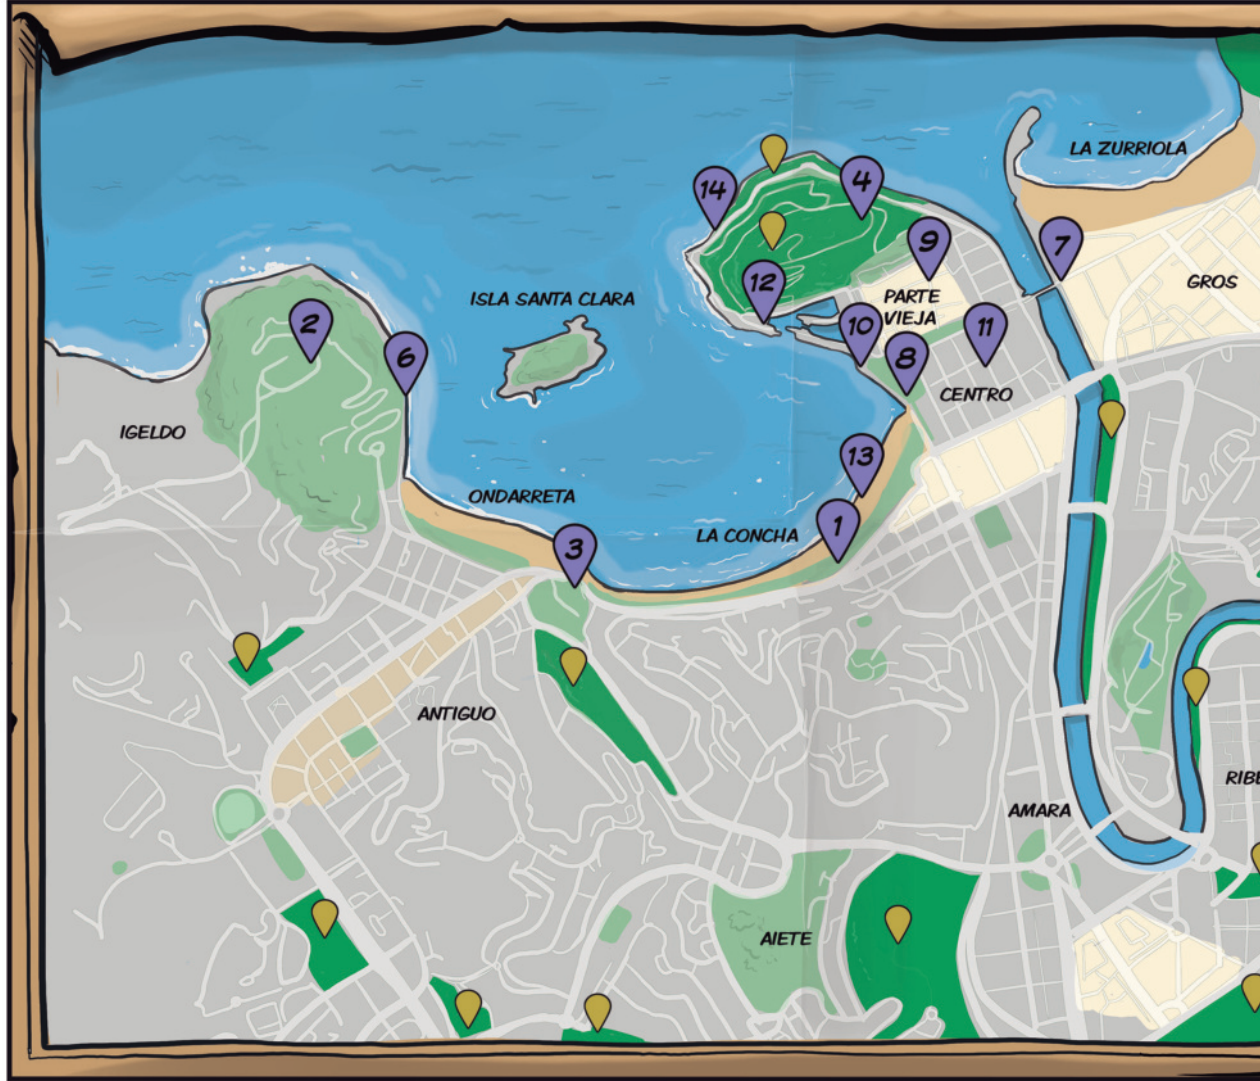 LA ZURRIOLA
14
4
9
7
12
GROS
ISLA SANTA CLARA
PARTE
VIEJA
2
10
11
6
8
CENTRO
IGELDO
13
ONDARRETA
1
LA CONCHA
3
ANTIGUO
RIBE
AMARA
AIETE